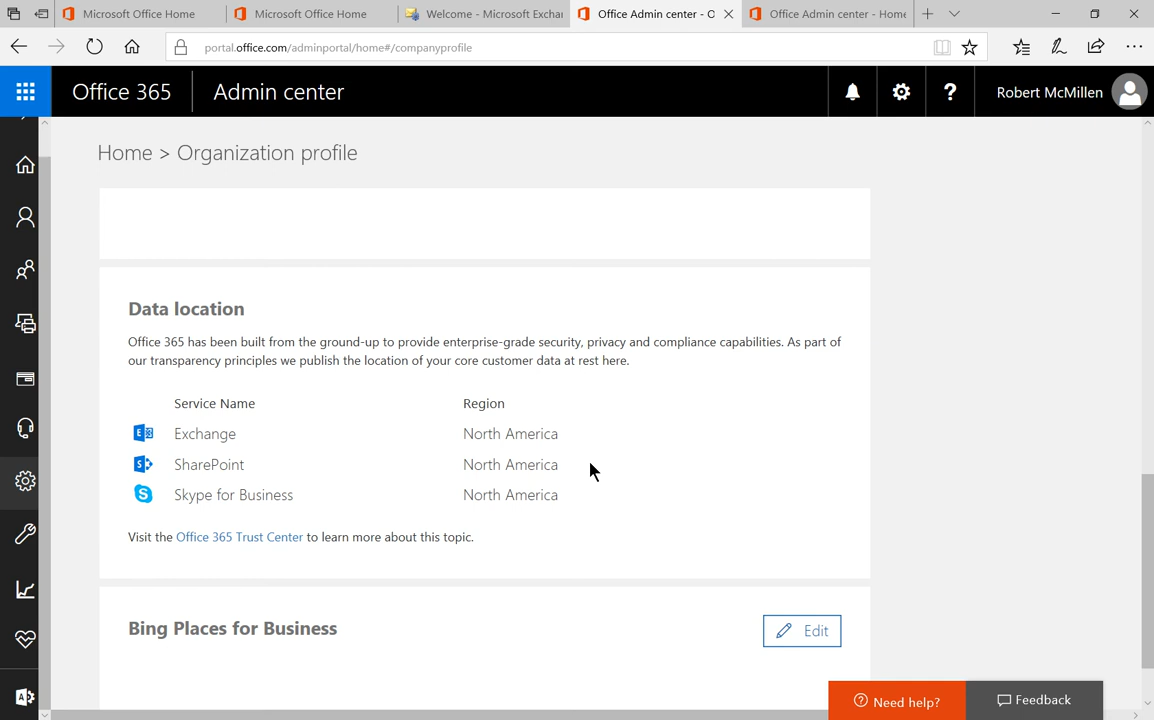 Microsoft Office Home
Microsoft Office Home
Welcome - Microsoft Exchan
Office Admin center - O
Office Admin center - Home
portal.office.com/adminportal/home#/companyprofile
Office 365
Admin center
Robert McMillen
Home > Organization profile
Data location
Office 365 has been built from the ground-up to provide enterprise-grade security, privacy and compliance capabilities. As part of
our transparency principles we publish the location of your core customer data at rest here.
Service Name Region
Exchange North America
SharePoint North America
Skype for Business North America
Visit the Office 365 Trust Center to learn more about this topic.
Bing Places for Business
Edit
Need help?
Feedback